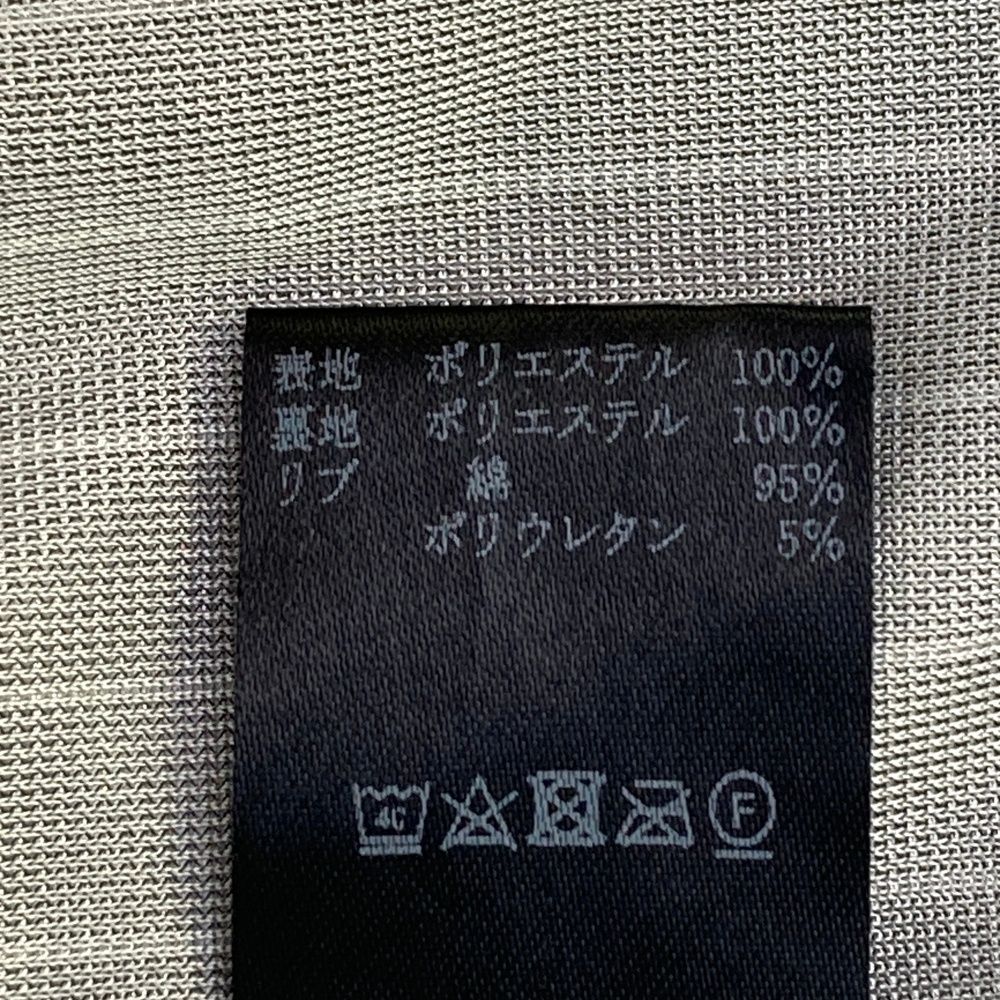 表地 ポリエステル 100%
裏地 ポリエステル 100%
リブ 綿 95%
ポリウレタン 5%
40 F